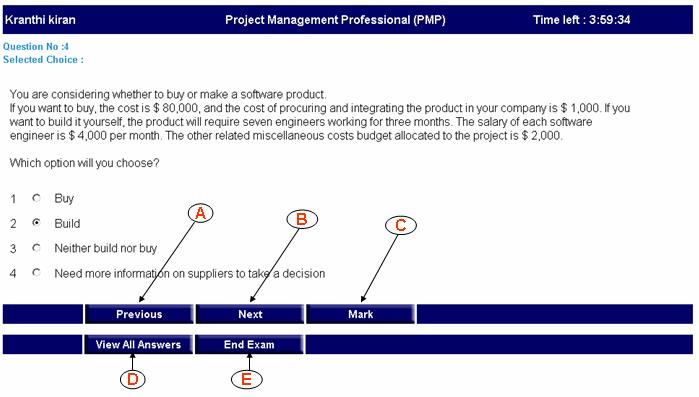 Kranthi kiran Project Management Professional (PMP) Time left : 3:59:34
Question No :4
Selected Choice :
You are considering whether to buy or make a software product.
If you want to buy, the cost is $ 80,000, and the cost of procuring and integrating the product in your company is $ 1,000. If you
want to build it yourself, the product will require seven engineers working for three months. The salary of each software
engineer is $ 4,000 per month. The other related miscellaneous costs budget allocated to the project is $ 2,000.
Which option will you choose?
1 Buy
2 Build
3 Neither build nor buy
4 Need more information on suppliers to take a decision
A
B
C
Previous Next Mark
View All Answers End Exam
D
E